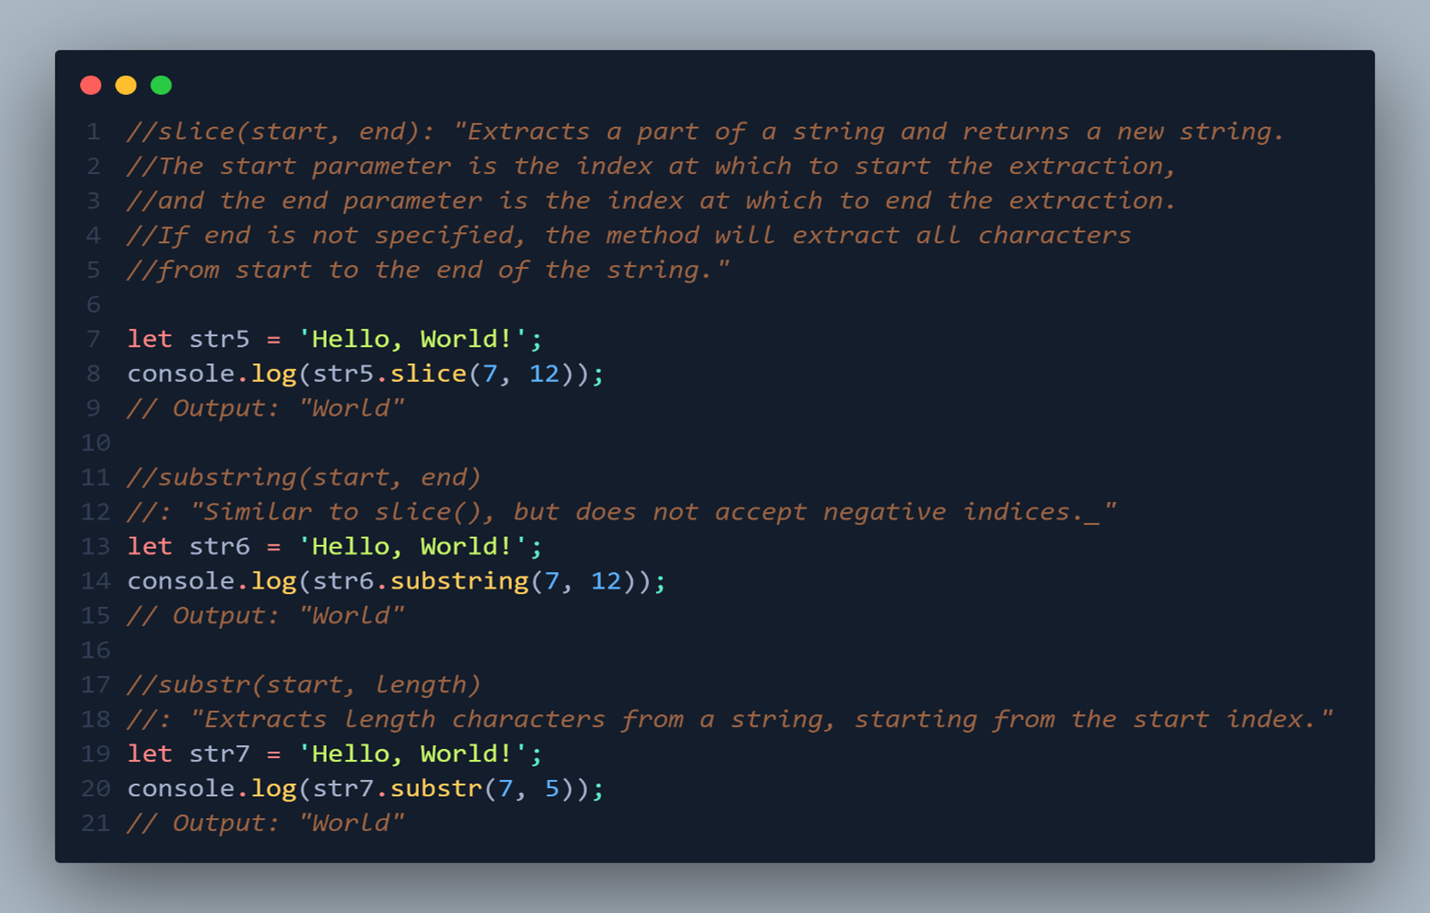 1 //slice(start, end): "Extracts a part of a string and returns a new string.
2 //The start parameter is the index at which to start the extraction,
3 //and the end parameter is the index at which to end the extraction.
4 //If end is not specified, the method will extract all characters
5 //from start to the end of the string."
6
7 let str5 = 'Hello, World!';
8 console.log(str5.slice(7, 12));
9 // Output: "World"
10
11 //substring(start, end)
12 //: "Similar to slice(), but does not accept negative indices._"
13 let str6 = 'Hello, World!';
14 console.log(str6.substring(7, 12));
15 // Output: "World"
16
17 //substr(start, length)
18 //: "Extracts length characters from a string, starting from the start index."
19 let str7 = 'Hello, World!';
20 console.log(str7.substr(7, 5));
21 // Output: "World"